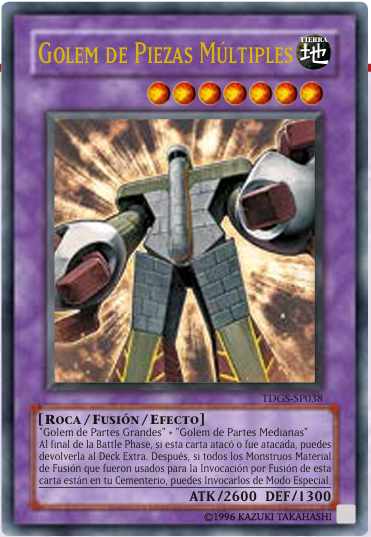 Golem de Piezas Múltiples
TIERRA
地
TDGS-SP038
[Roca / Fusión / Efecto]
"Golem de Partes Grandes" + "Golem de Partes Medianas"
Al final de la Battle Phase, si esta carta atacó o fue atacada, puedes
devolverla al Deck Extra. Después, si todos los Monstruos Material
de Fusión que fueron usados para la Invocación por Fusión de esta
carta están en tu Cementerio, puedes Invocarlos de Modo Especial.
ATK/2600 DEF/1300
©1996 KAZUKI TAKAHASHI